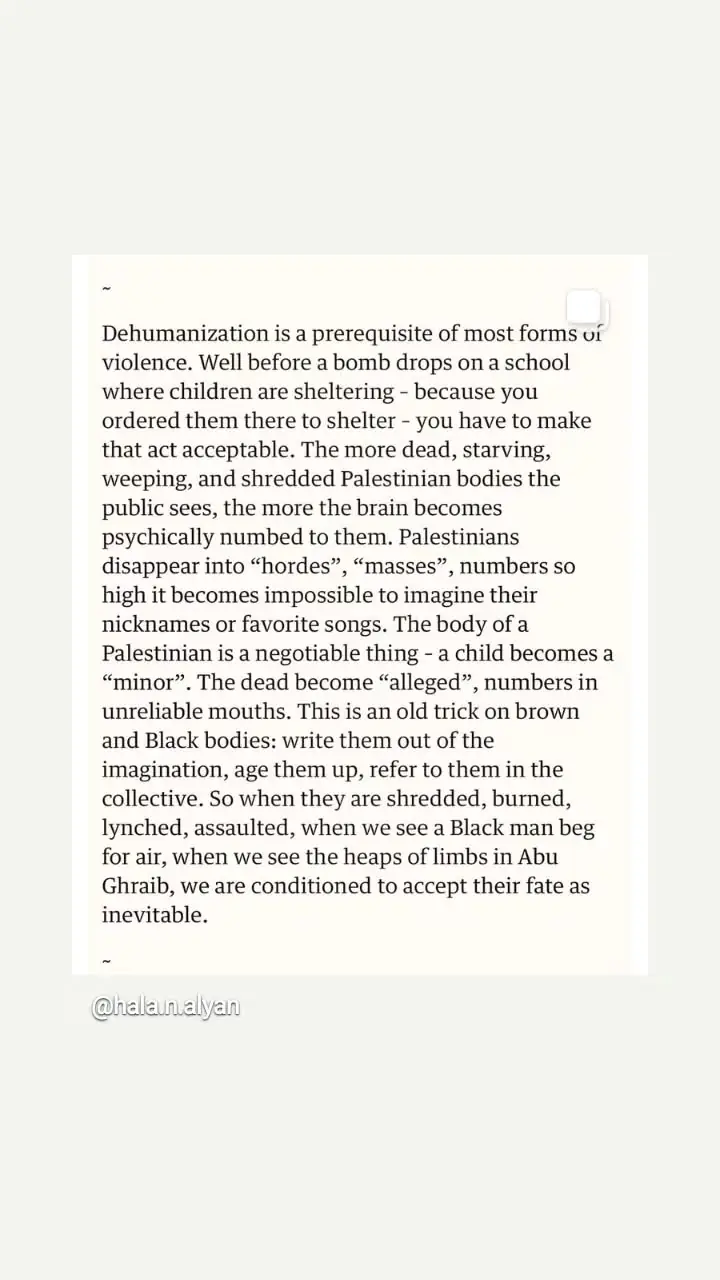 ~
Dehumanization is a prerequisite of most forms of
violence. Well before a bomb drops on a school
where children are sheltering – because you
ordered them there to shelter – you have to make
that act acceptable. The more dead, starving,
weeping, and shredded Palestinian bodies the
public sees, the more the brain becomes
psychically numbed to them. Palestinians
disappear into “hordes”, “masses”, numbers so
high it becomes impossible to imagine their
nicknames or favorite songs. The body of a
Palestinian is a negotiable thing – a child becomes a
“minor”. The dead become “alleged”, numbers in
unreliable mouths. This is an old trick on brown
and Black bodies: write them out of the
imagination, age them up, refer to them in the
collective. So when they are shredded, burned,
lynched, assaulted, when we see a Black man beg
for air, when we see the heaps of limbs in Abu
Ghraib, we are conditioned to accept their fate as
inevitable.
~
@hala.n.alyan